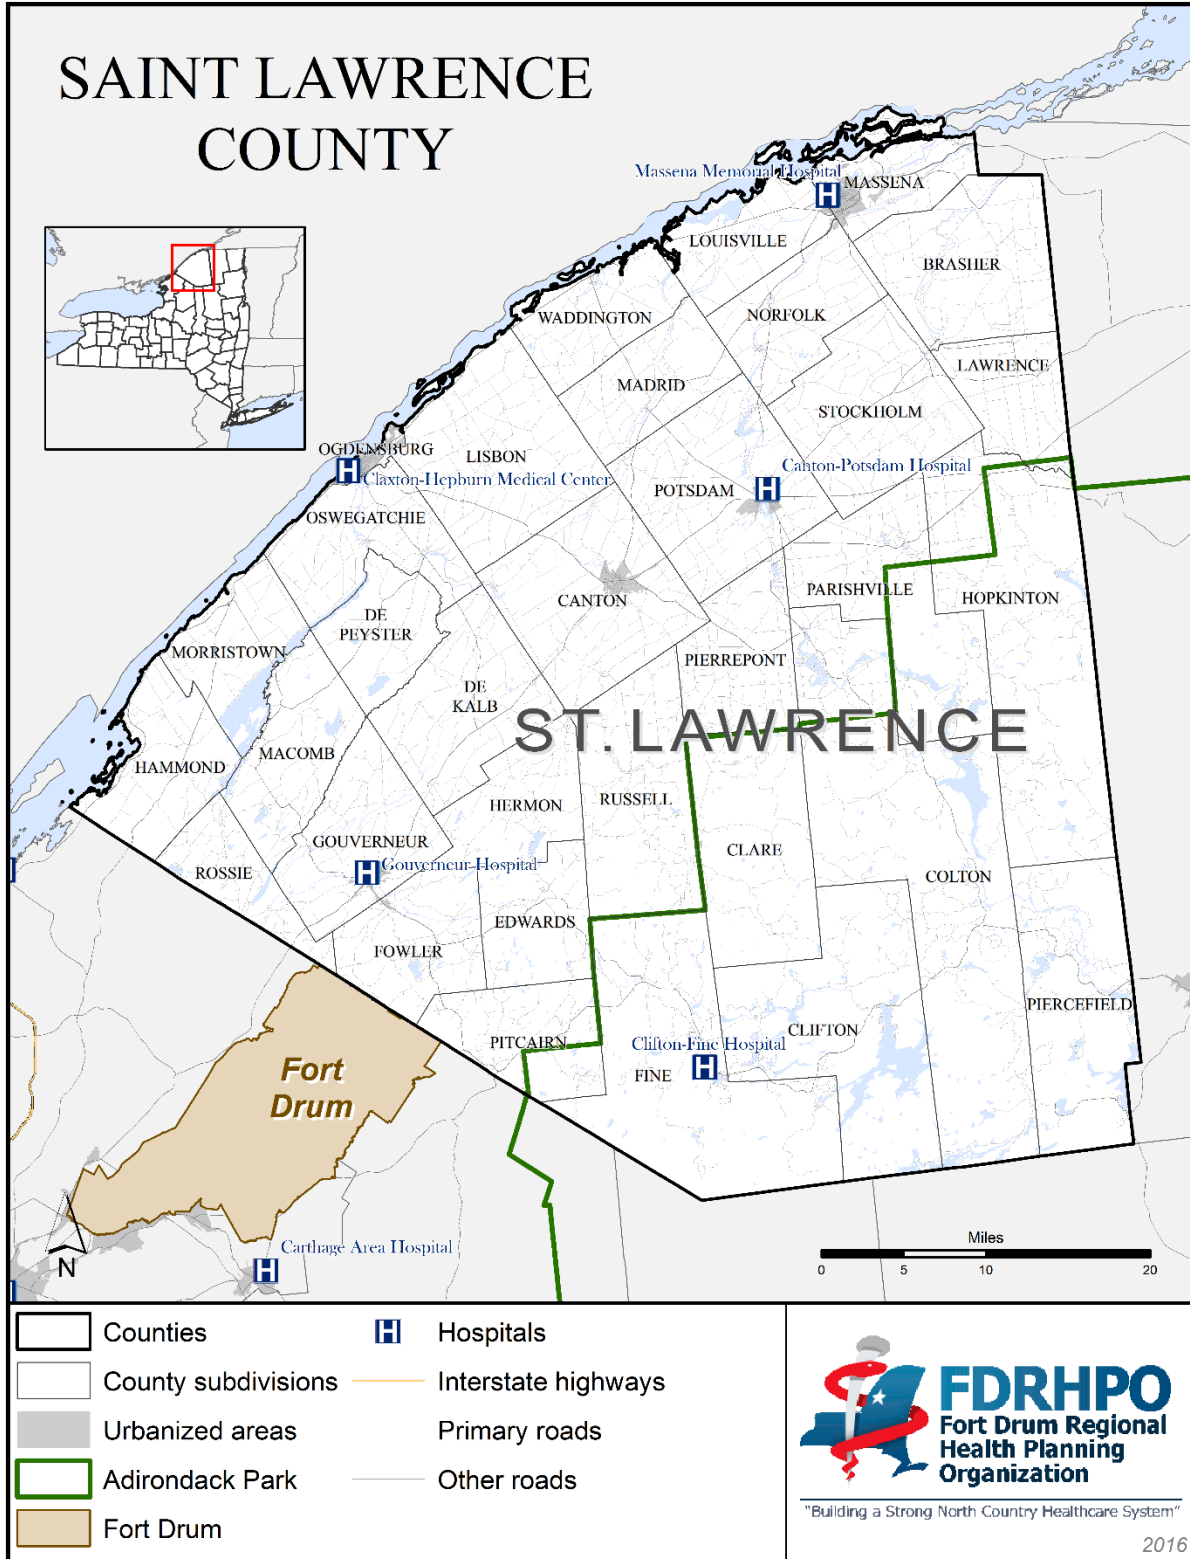 SAINT LAWRENCE
COUNTY
Massena Memorial Hospital
H
MASSENA
LOUISVILLE
BRASHER
WADDINGTON
NORFOLK
LAWRENCE
MADRID
STOCKHOLM
OGDENSBURG
LISBON
H
Claxton-Hepburn Medical Center
Canton-Potsdam Hospital
POTSDAM
H
OSWEGATCHIE
CANTON
PARISHVILLE
HOPKINTON
DE
PEYSTER
MORRISTOWN
PIERREPONT
DE
KALB
ST. LAWRENCE
MACOMB
HAMMOND
HERMON
RUSSELL
GOUVERNEUR
CLARE
H
Gouverneur Hospital
ROSSIE
COLTON
EDWARDS
FOWLER
PIERCEFIELD
CLIFTON
PITCAIRN
Clifton-Fine Hospital
H
FINE
Fort
Drum
Carthage Area Hospital
H
N
Miles
0 5 10 20
Counties
County subdivisions
Urbanized areas
Adirondack Park
Fort Drum
H Hospitals
Interstate highways
Primary roads
Other roads
FDRHPO
Fort Drum Regional
Health Planning
Organization
"Building a Strong North Country Healthcare System"
2016